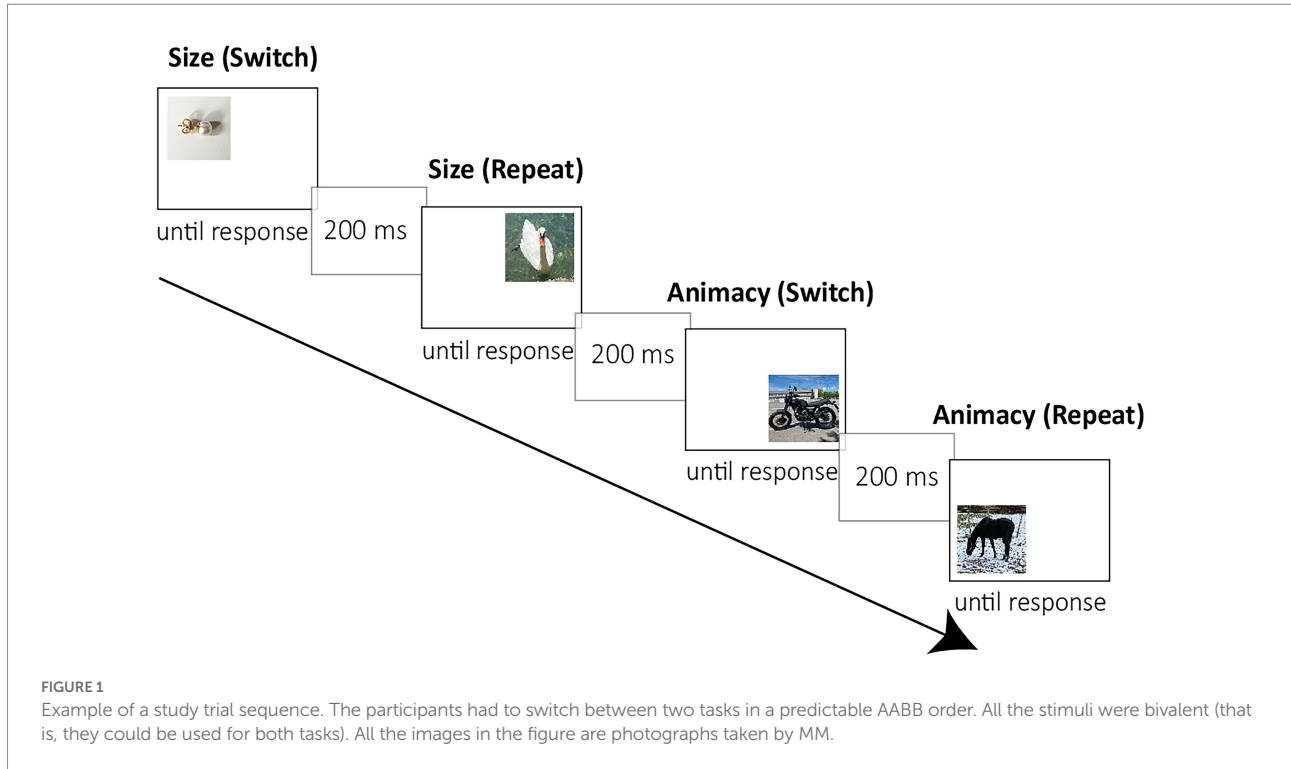 Size (Switch)
until response
200 ms
Size (Repeat)
until response
200 ms
Animacy (Switch)
until response
200 ms
Animacy (Repeat)
until response
FIGURE 1
Example of a study trial sequence. The participants had to switch between two tasks in a predictable AABB order. All the stimuli were bivalent (that
is, they could be used for both tasks). All the images in the figure are photographs taken by MM.